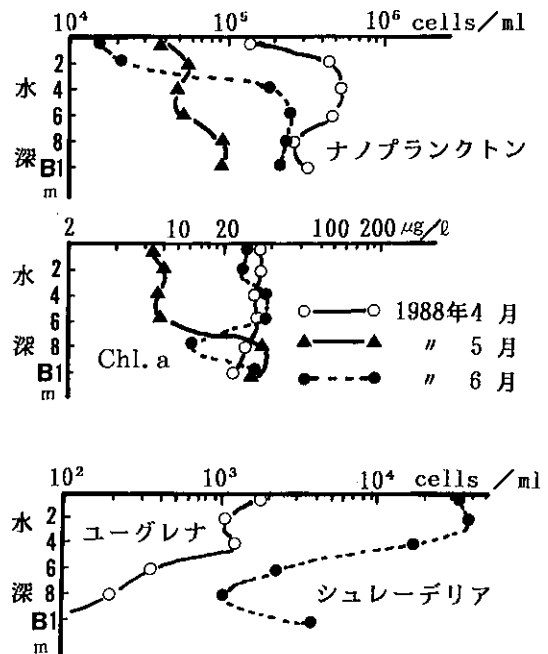 10⁴ 10⁵ 10⁶ cells/ml
2
水 4
6
深 8 ナノプランクトン
B1
m
2 10 20 100 200 μg/ℓ
水 2
4 1988年4月
6
深 8 Chl. a 〃 5月
B1 〃 6月
m
10² 10³ 10⁴ cells /ml
水 2 ユーグレナ
4
6
深 8 シュレーデリア
B1
m